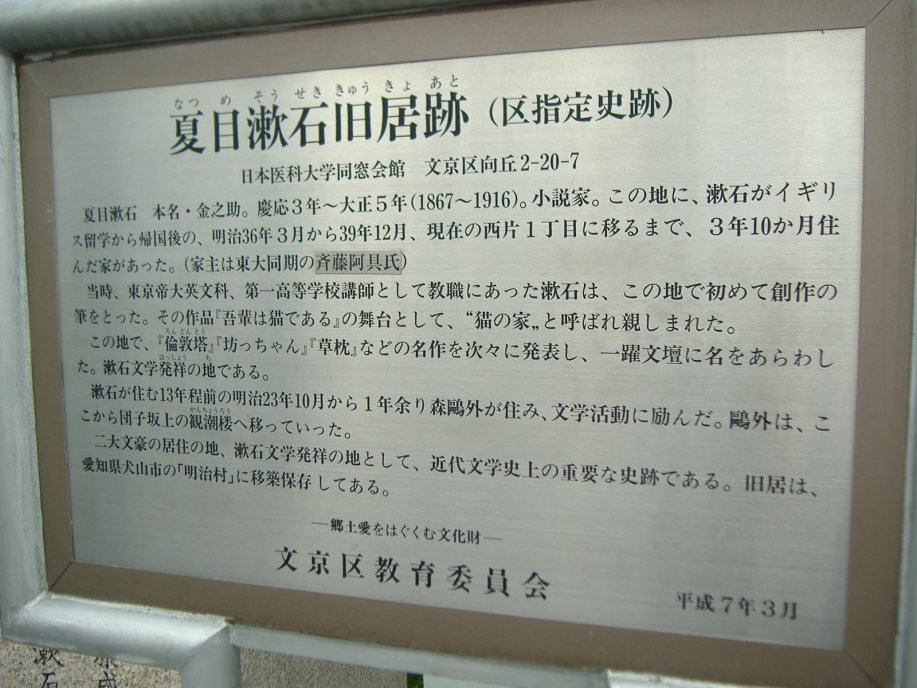 なつ め そう せき きゅう きょ あと
夏目漱石旧居跡（区指定史跡）
日本医科大学同窓会館 文京区向丘2-20-7
夏目漱石 本名・金之助。慶応3年〜大正5年（1867〜1916）。小説家。この地に、漱石がイギリ
ス留学から帰国後の、明治36年3月から39年12月、現在の西片1丁目に移るまで、3年10か月住
んだ家があった。（家主は東大同期の斉藤阿具氏）
当時、東京帝大英文科、第一高等学校講師として教職にあった漱石は、この地で初めて創作の
筆をとった。その作品『吾輩は猫である』の舞台として、“猫の家„と呼ばれ親しまれた。
ろんどんとう
この地で、『倫敦塔』『坊っちゃん』『草枕』などの名作を次々に発表し、一躍文壇に名をあらわし
はっしょう ち
た。漱石文学発祥の地である。
漱石が住む13年程前の明治23年10月から1年余り森鷗外が住み、文学活動に励んだ。鷗外は、こ
かんちょうろう
こから団子坂上の観潮楼へ移っていった。
二大文豪の居住の地、漱石文学発祥の地として、近代文学史上の重要な史跡である。旧居は、
愛知県犬山市の「明治村」に移築保存してある。
―郷土愛をはぐくむ文化財―
文京区教育委員会
平成7年3月
漱石